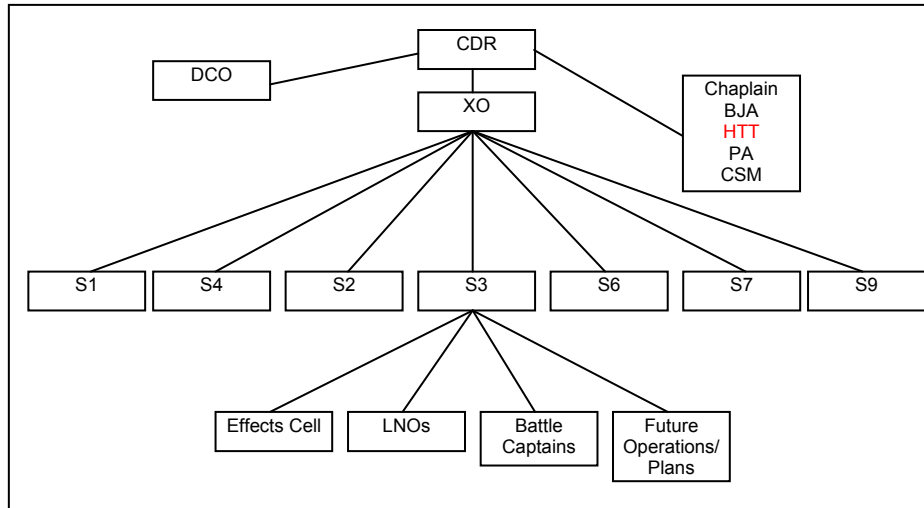 CDR
DCO
Chaplain
BJA
HTT
PA
CSM
XO
S1
S4
S2
S3
S6
S7
S9
Effects Cell
LNOs
Battle
Captains
Future
Operations/
Plans